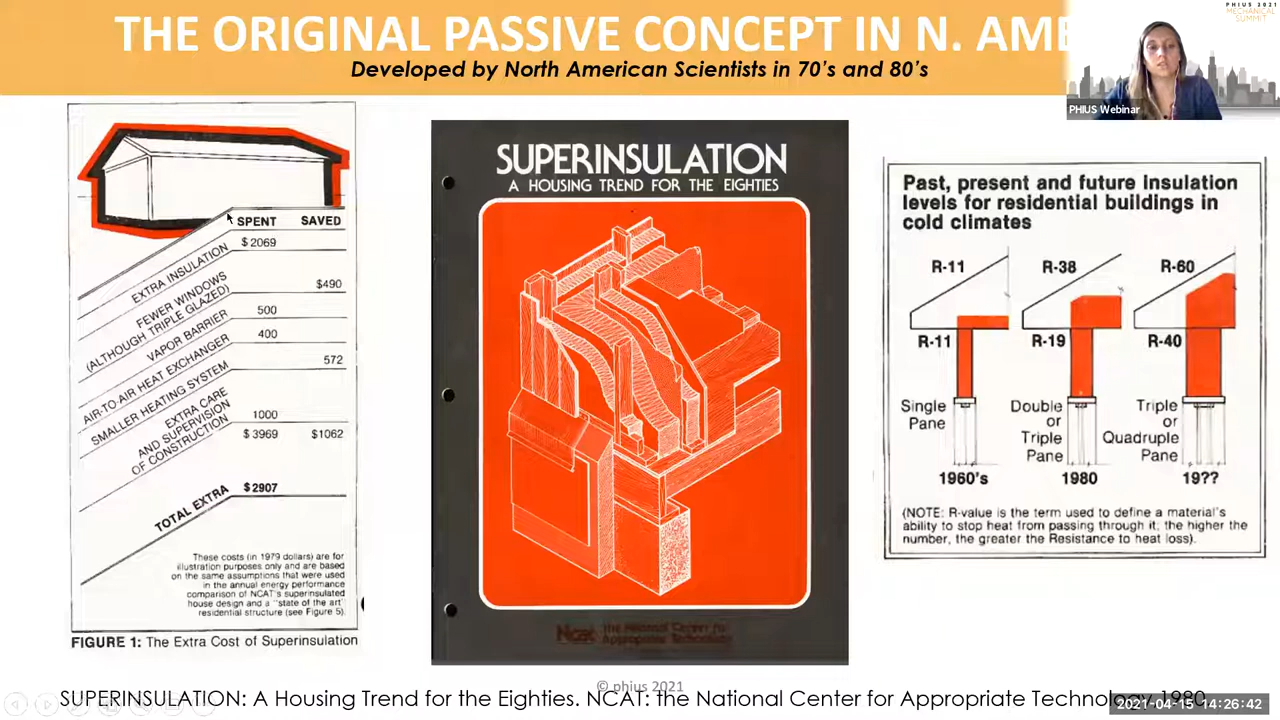 THE ORIGINAL PASSIVE CONCEPT IN N. AME
Developed by North American Scientists in 70's and 80's
PHIUS 2021
MECHANICAL
SUMMIT
PHIUS Webinar
SPENT SAVED
EXTRA INSULATION $ 2069
FEWER WINDOWS
(ALTHOUGH TRIPLE GLAZED) $490
VAPOR BARRIER 500
AIR-TO-AIR HEAT EXCHANGER 400
SMALLER HEATING SYSTEM 572
EXTRA CARE
AND SUPERVISION
OF CONSTRUCTION 1000
$ 3969 $1062
TOTAL EXTRA $2907
These costs (in 1979 dollars) are for
illustration purposes only and are based
on the same assumptions that were used
in the annual energy performance
comparison of NCAT's superinsulated
house design and a "state of the art"
residential structure (see Figure 5).
FIGURE 1: The Extra Cost of Superinsulation
SUPERINSULATION
A HOUSING TREND FOR THE EIGHTIES
NCAT The National Center for
Appropriate Technology
Past, present and future insulation
levels for residential buildings in
cold climates
R-11 R-38 R-60
R-11 R-19 R-40
Single
Pane
Double
or
Triple
Pane
Triple
or
Quadruple
Pane
1960's 1980 19??
(NOTE: R-value is the term used to define a material's
ability to stop heat from passing through it; the higher the
number, the greater the Resistance to heat loss).
© phius 2021
SUPERINSULATION: A Housing Trend for the Eighties. NCAT: the National Center for Appropriate Technology 1980
2021-04-15 14:26:42